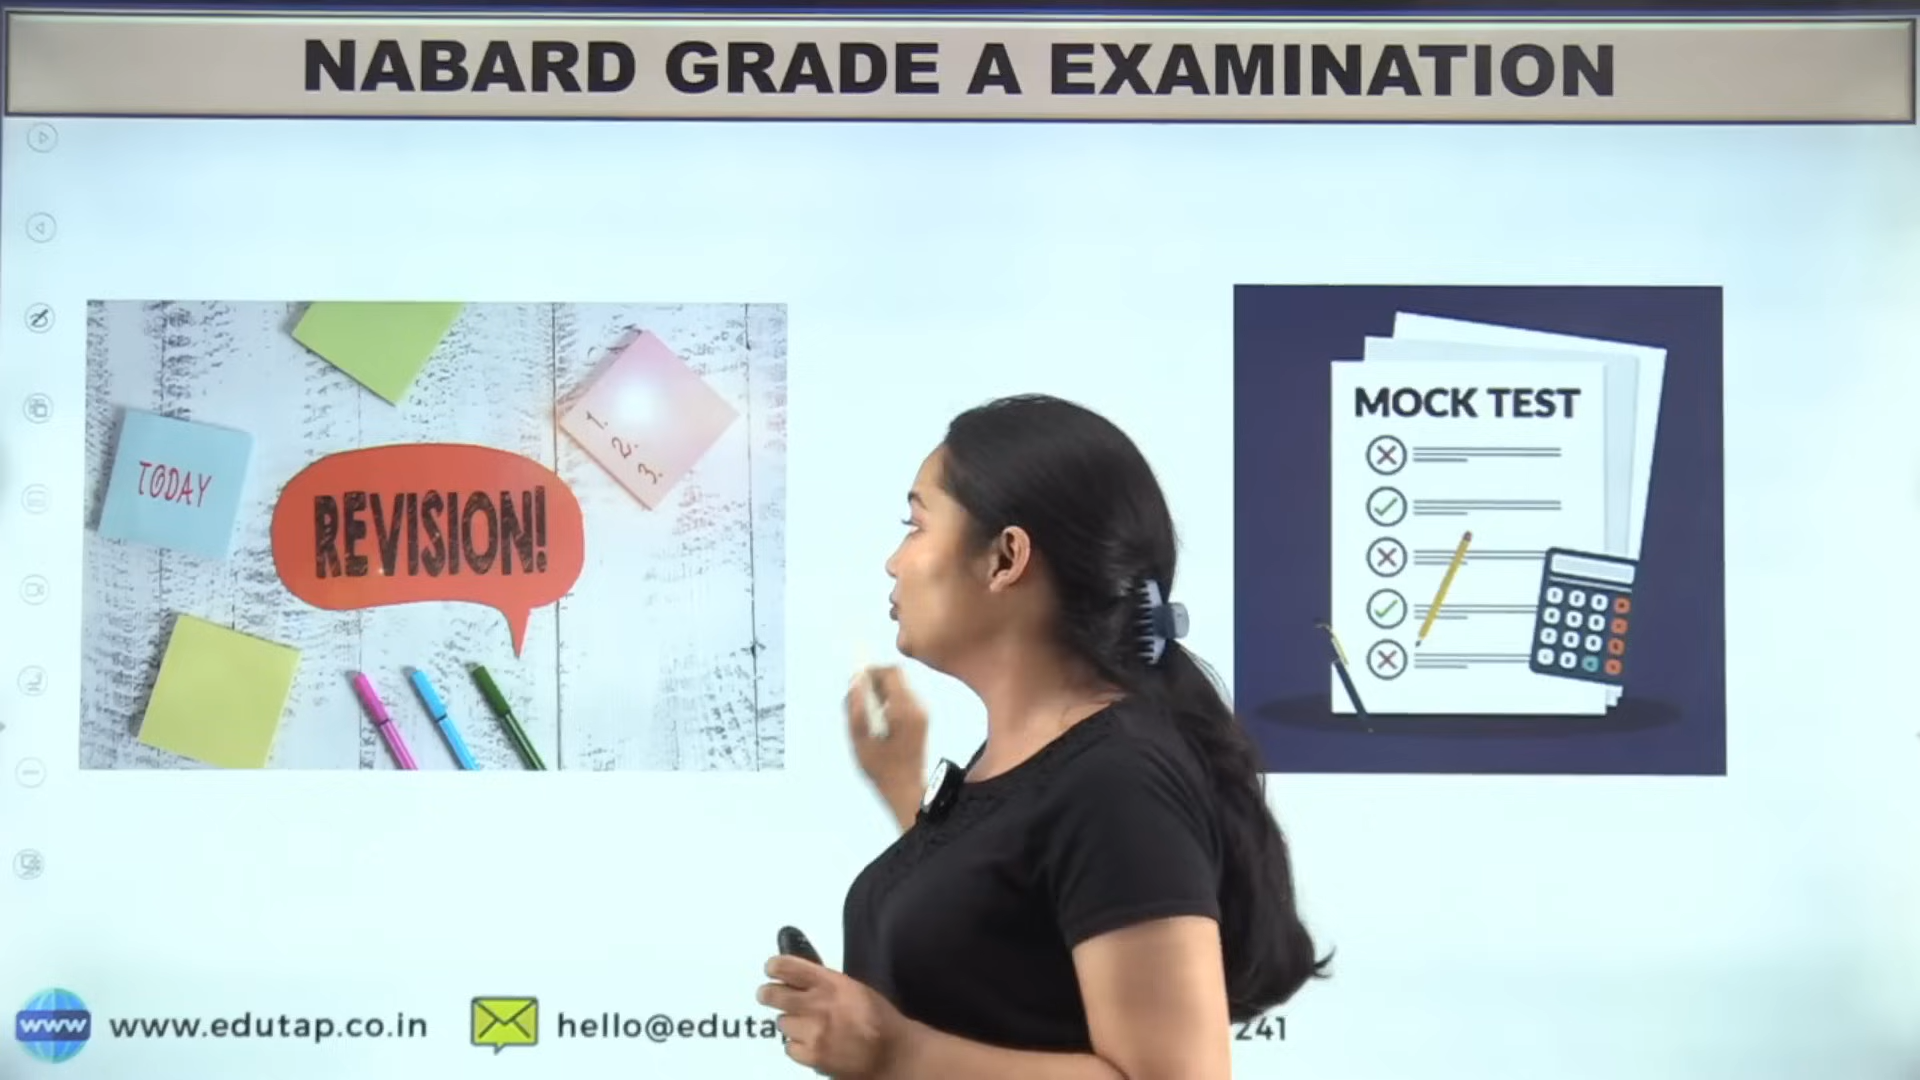 NABARD GRADE A EXAMINATION
TODAY
REVISION!
1.
2.
3.
MOCK TEST
www
www.edutap.co.in
hello@eduta
241